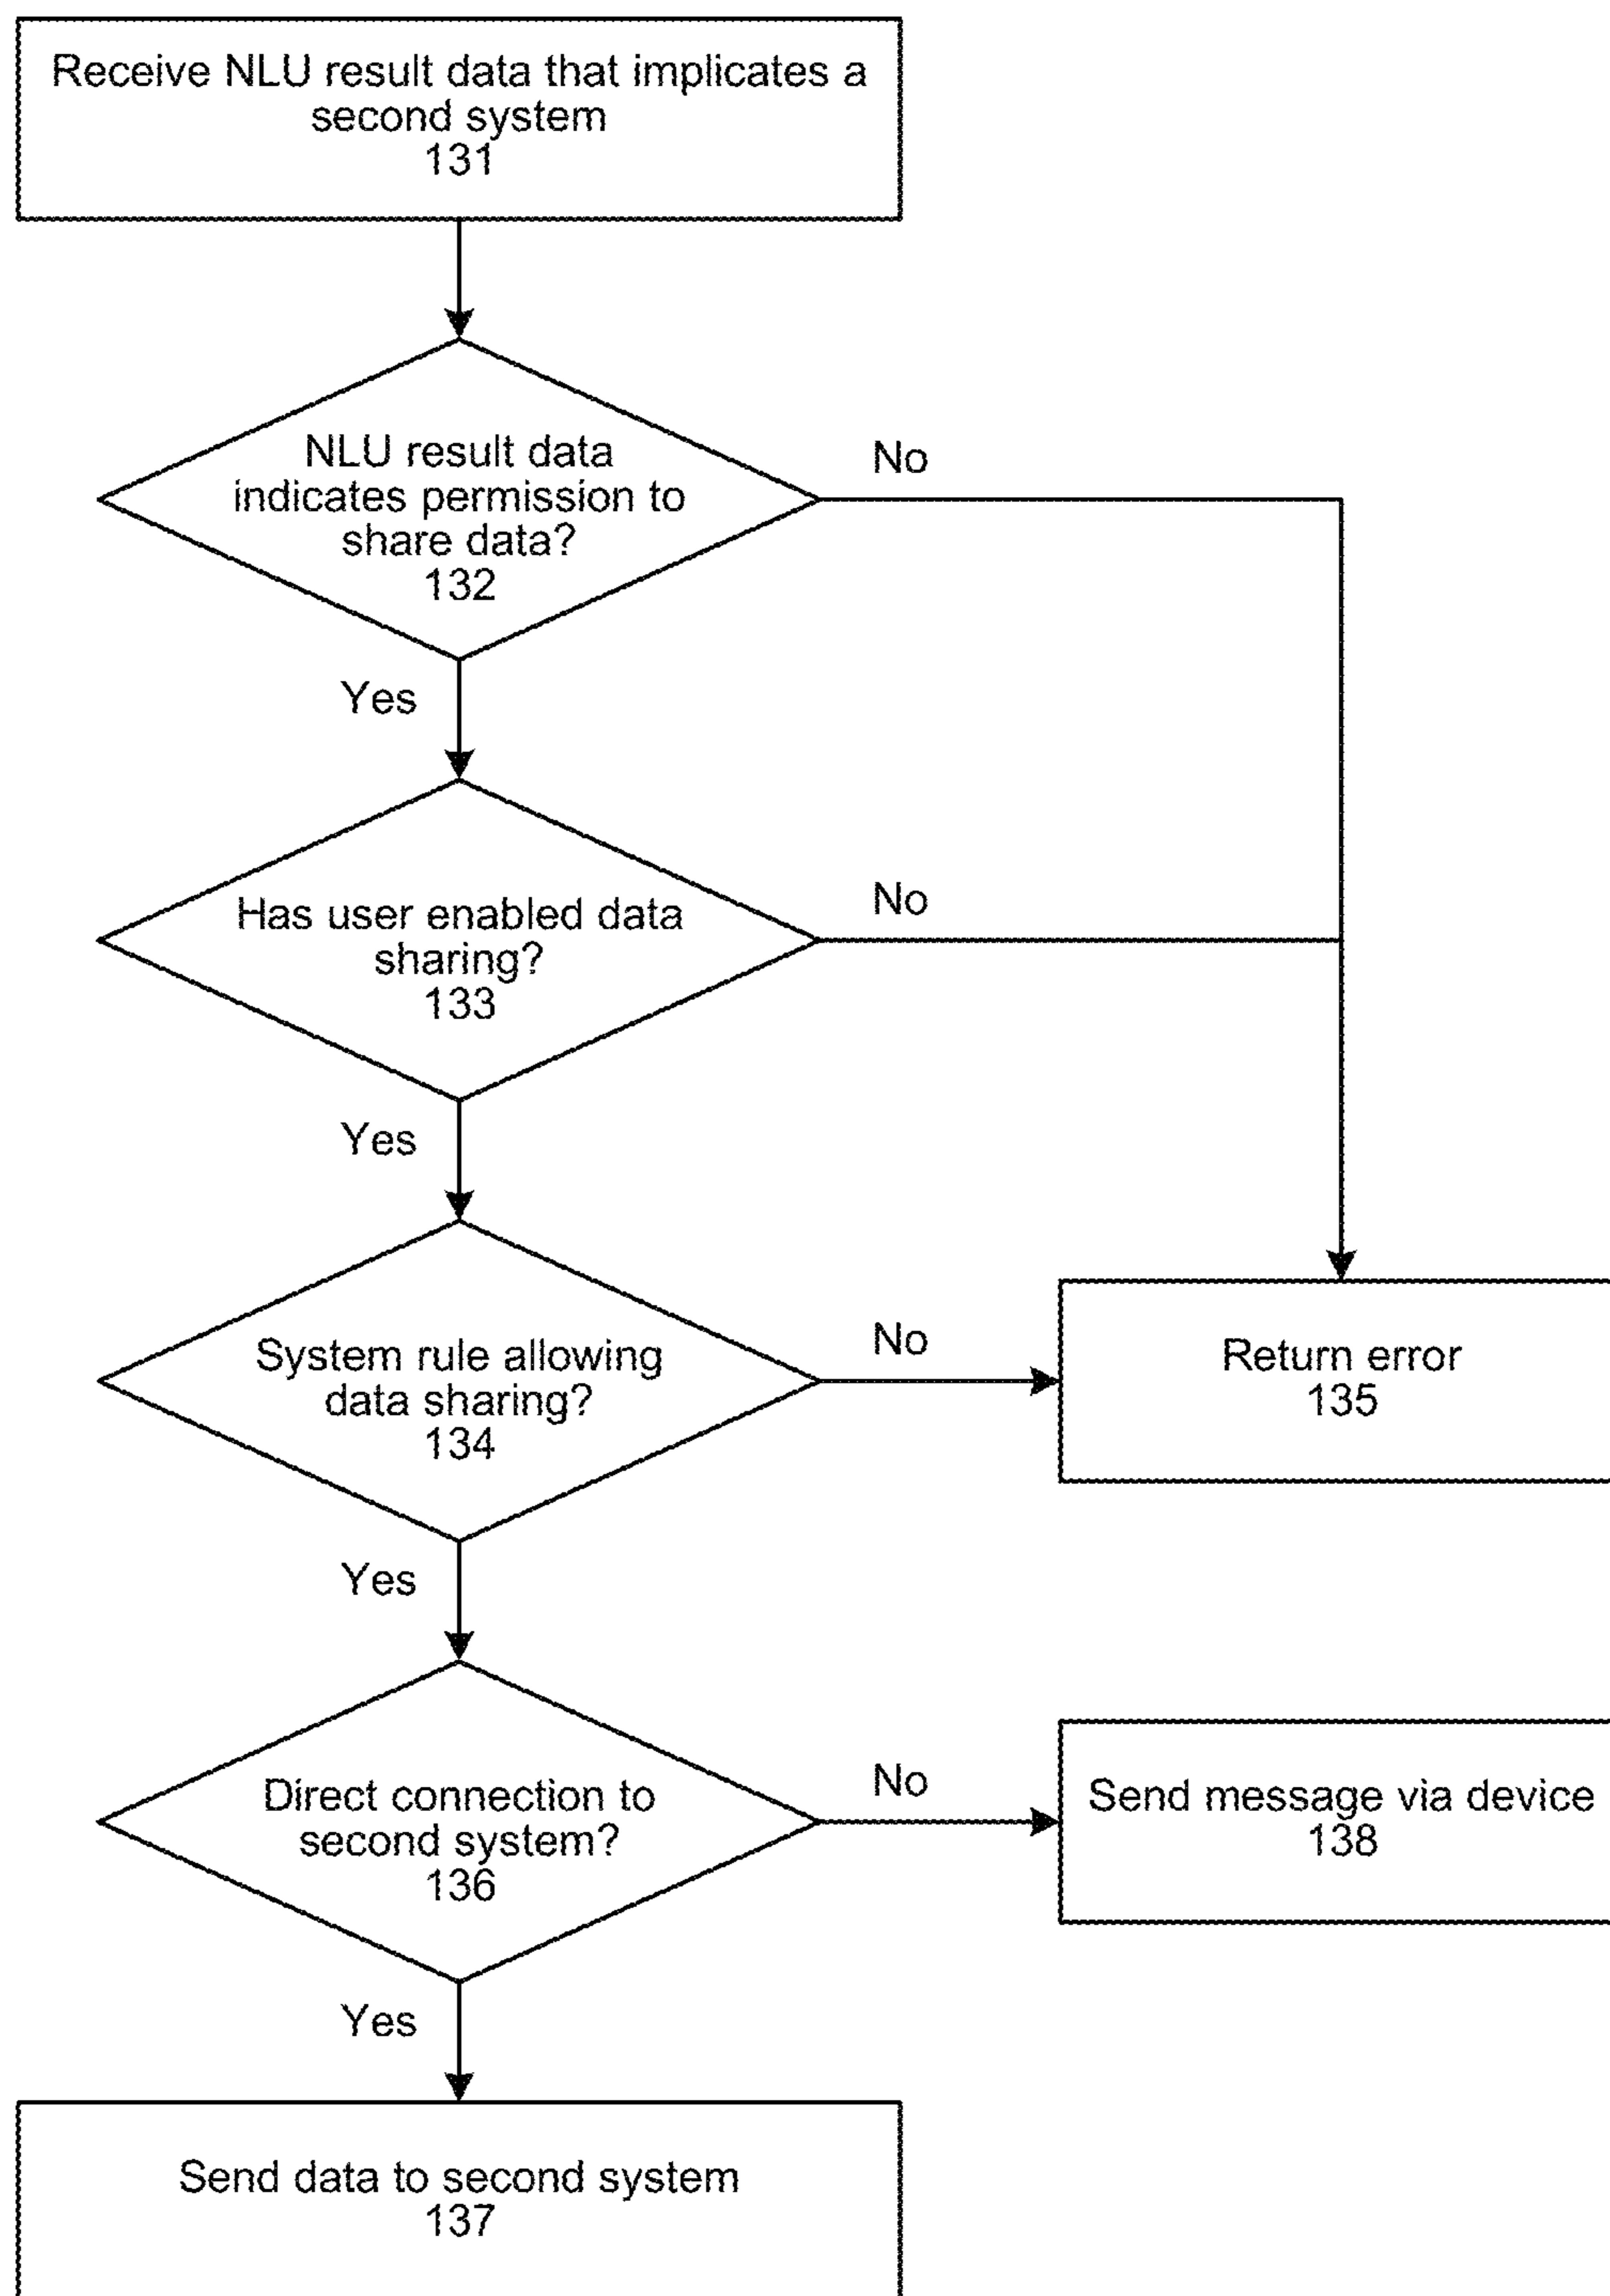 Receive NLU result data that implicates a
second system
131
NLU result data
indicates permission to
share data?
132
No
Yes
Has user enabled data
sharing?
133
No
Yes
System rule allowing
data sharing?
134
No
Return error
135
Yes
Direct connection to
second system?
136
No
Send message via device
138
Yes
Send data to second system
137